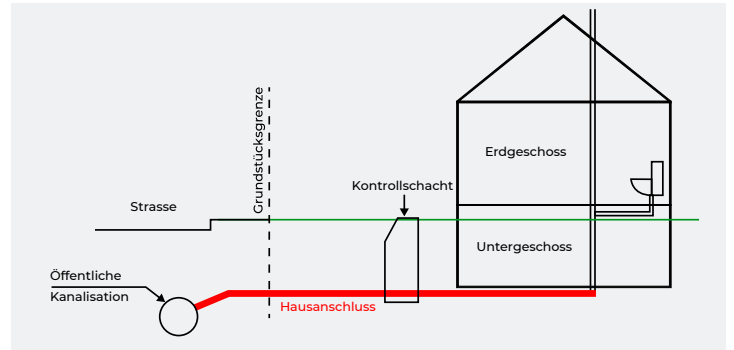 Grundstücksgrenze
Erdgeschoss
Kontrollschacht
Strasse
Untergeschoss
Öffentliche
Kanalisation
Hausanschluss